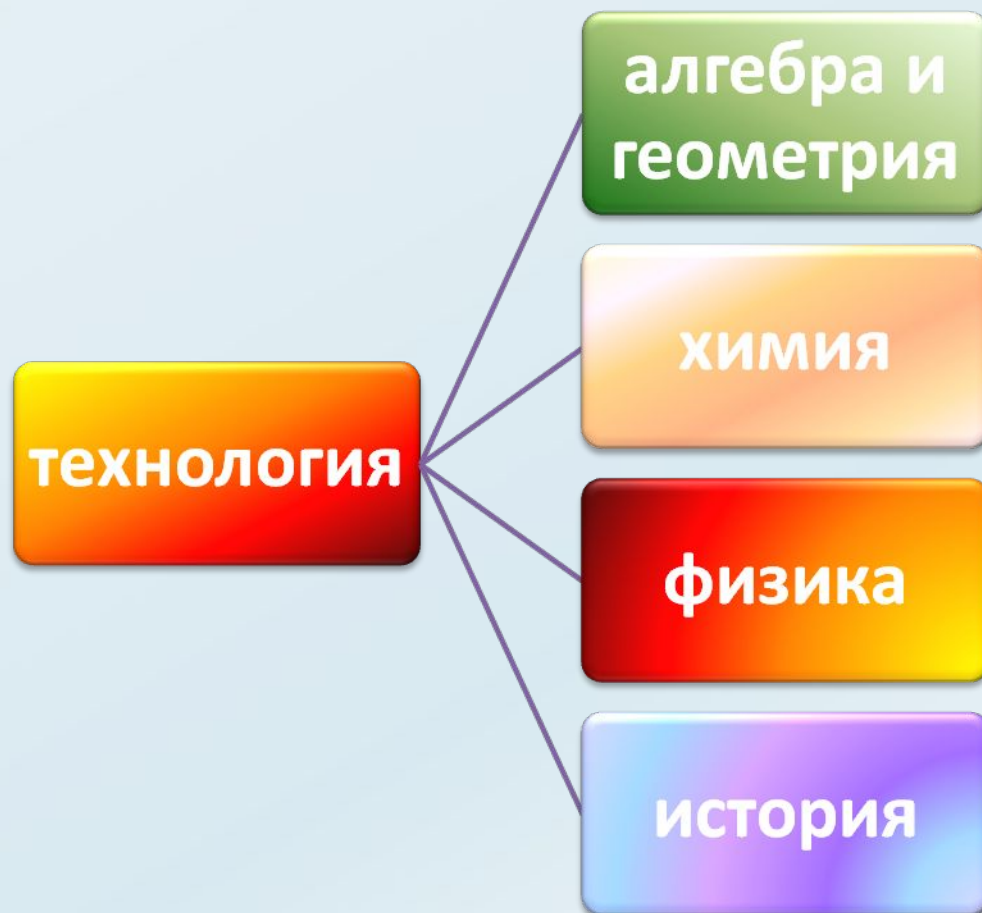 алгебра и
геометрия
химия
технология
физика
история